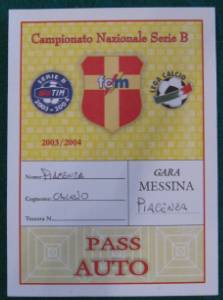 Campionato Nazionale Serie B
SERIE B
TIM
2003-2004
fcm
LEGA CALCIO
2003/2004
Nome: PIACENZA
Cognome: CALCIO
Tessera N.
GARA
MESSINA
PIACENZA
PASS
AUTO